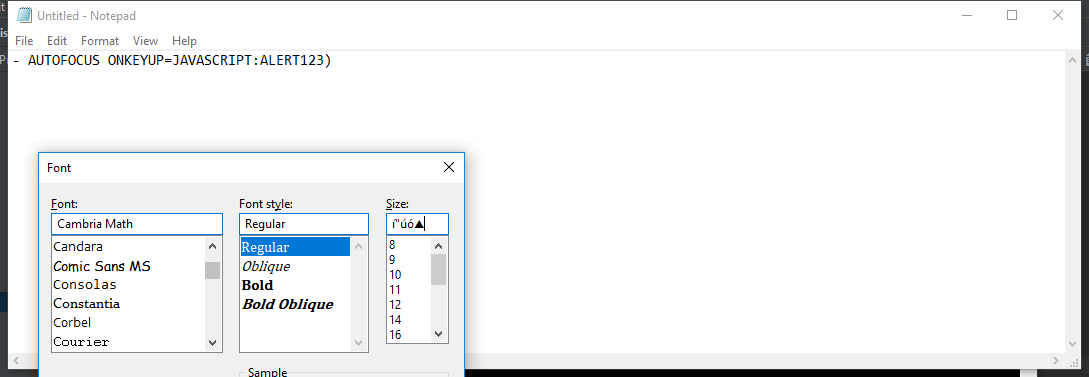 Untitled - Notepad
File Edit Format View Help
- AUTOFOCUS ONKEYUP=JAVASCRIPT:ALERT123)
Font
Font: Font style: Size:
Cambria Math Regular í"úó▲
Candara Regular 8
Comic Sans MS Oblique 9
Consolas Bold 10
Constantia Bold Oblique 11
Corbel 12
Courier 14
16
Sample